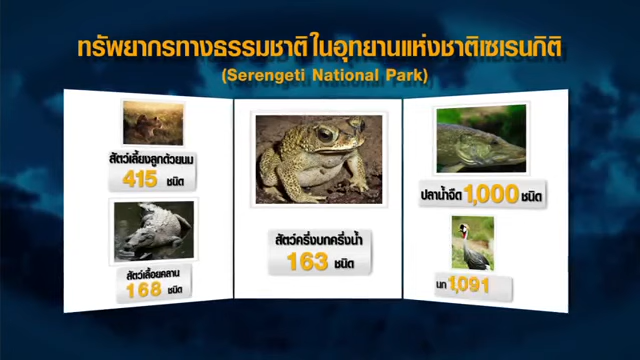 ทรัพยากรทางธรรมชาติในอุทยานแห่งชาติเซเรนกิติ
(Serengeti National Park)
สัตว์เลี้ยงลูกด้วยนม
415 ชนิด
สัตว์เลื้อยคลาน
168 ชนิด
สัตว์ครึ่งบกครึ่งน้ำ
163 ชนิด
ปลาน้ำจืด 1,000 ชนิด
นก 1,091